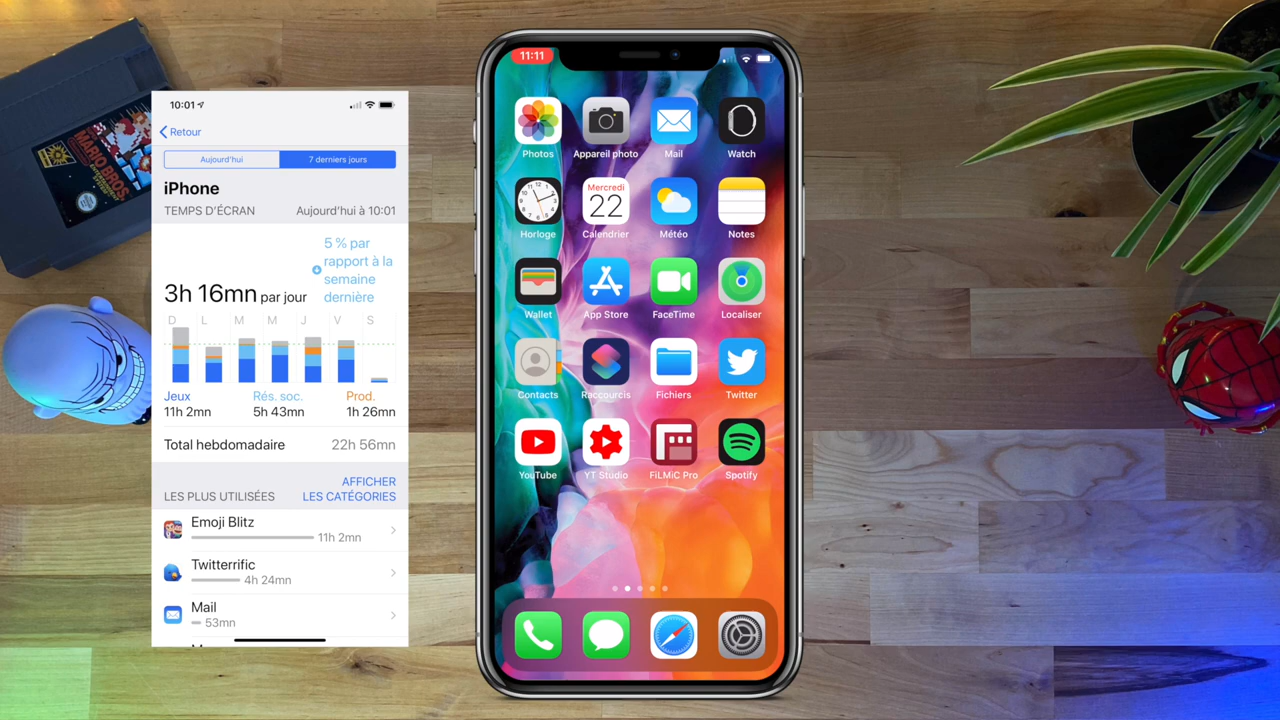 MARIO BROS.
10:01
Retour
Aujourd'hui
7 derniers jours
iPhone
TEMPS D'ÉCRAN
Aujourd'hui à 10:01
5 % par
rapport à la
semaine
dernière
3h 16mn par jour
D L M M J V S
Jeux
11h 2mn
Rés. soc.
5h 43mn
Prod.
1h 26mn
Total hebdomadaire
22h 56mn
AFFICHER
LES PLUS UTILISÉES
LES CATÉGORIES
Emoji Blitz
11h 2mn
Twitterrific
4h 24mn
Mail
53mn
11:11
Photos
Appareil photo
Mail
Watch
Horloge
Mercredi
22
Calendrier
Météo
Notes
Wallet
App Store
FaceTime
Localiser
Contacts
Raccourcis
Fichiers
Twitter
YouTube
YT Studio
FiLMiC Pro
Spotify